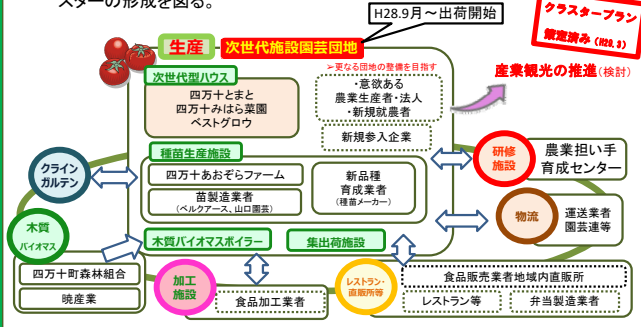 スターの形成を図る。
H28.9月～出荷開始
クラスタープラン
策定済み（H28.3）
生産
次世代施設園芸団地
➢更なる団地の整備を目指す
産業観光の推進(検討)
次世代型ハウス
四万十とまと
四万十みはら菜園
ベストグロウ
・意欲ある
農業生産者・法人
・新規就農者
新規参入企業
種苗生産施設
四万十あおぞらファーム
苗製造業者
(ベルクアース、山口園芸)
新品種
育成業者
(種苗メーカー)
クライン
ガルテン
研修
施設
農業担い手
育成センター
物流
運送業者
園芸連等
木質
バイオマス
木質バイオマスボイラー
集出荷施設
四万十町森林組合
暁産業
加工
施設
食品加工業者
レストラン・
直販所等
食品販売業者地域内直販所
レストラン等
弁当製造業者